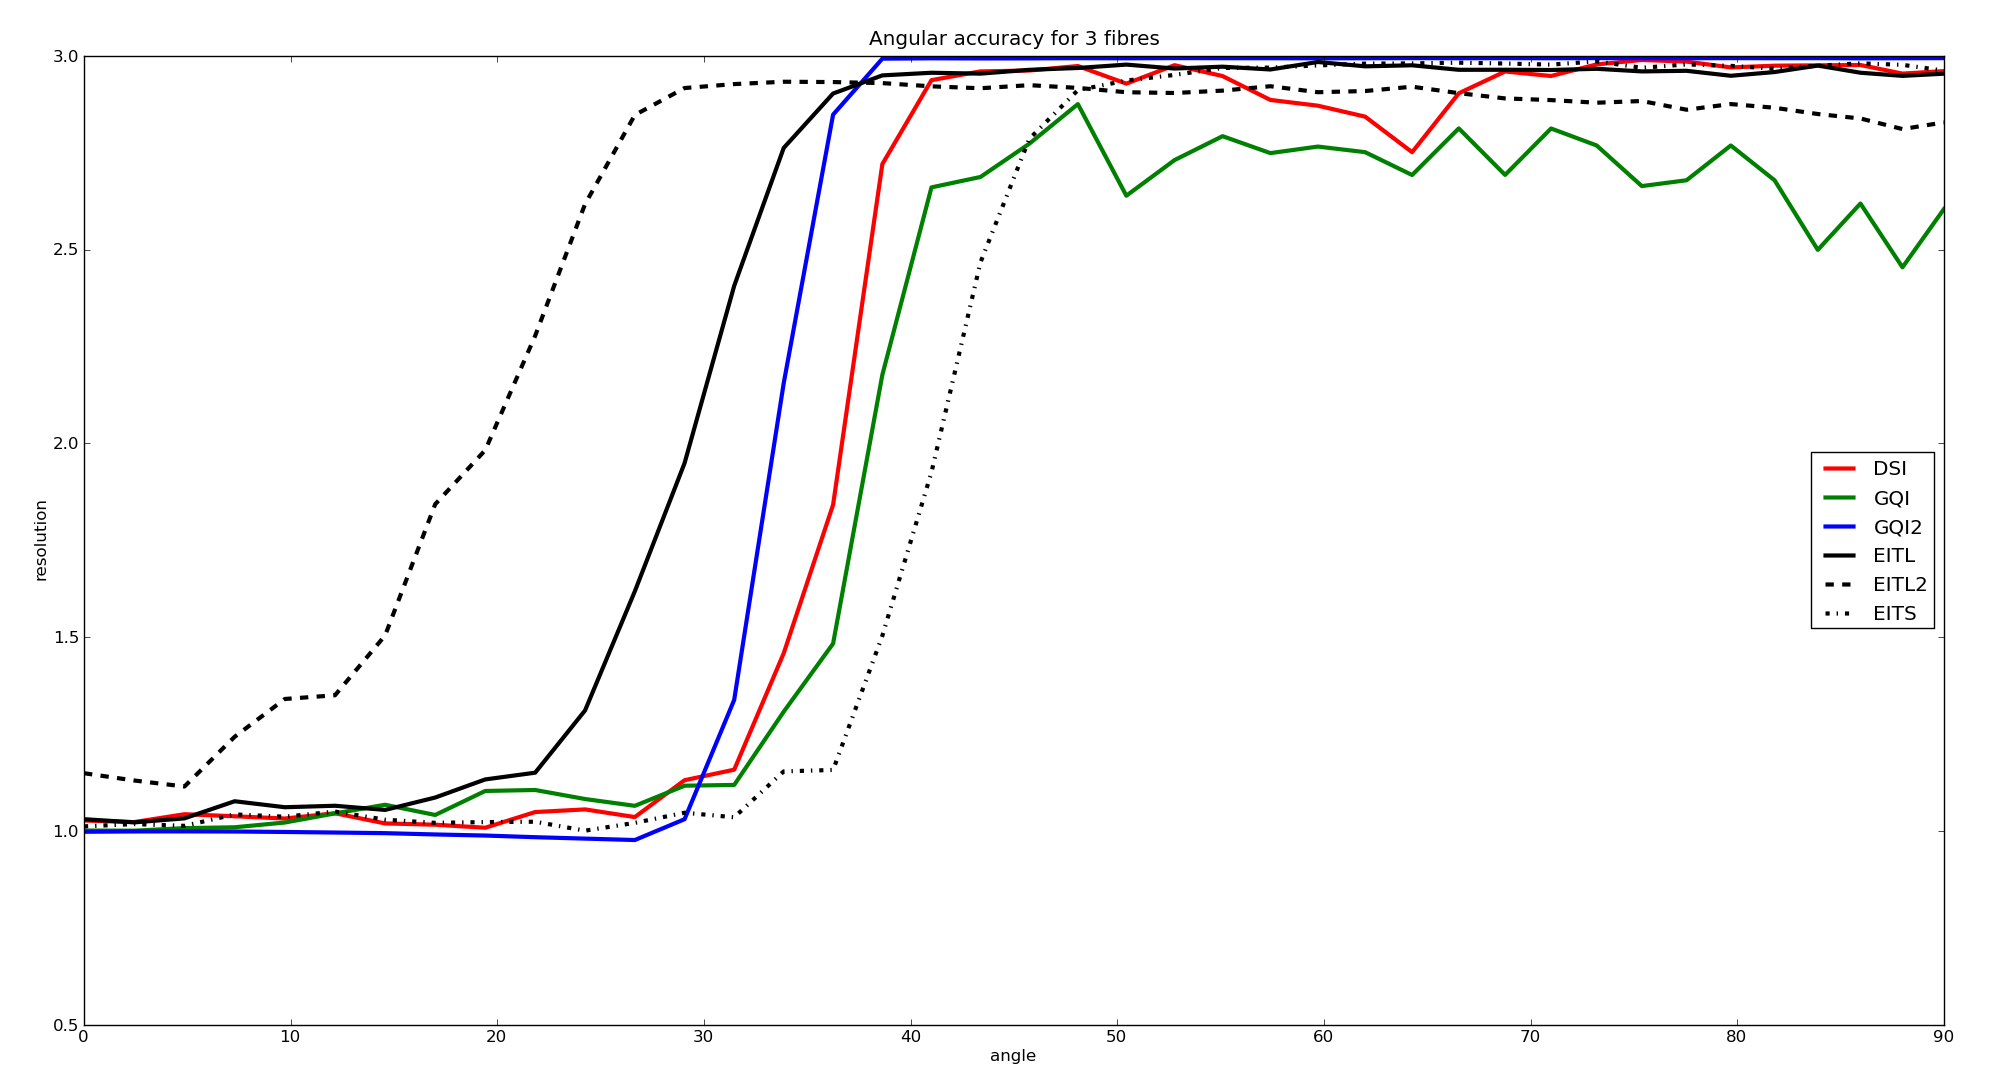 Angular accuracy for 3 fibres
3.0
2.5
2.0
1.5
1.0
0.5
resolution
DSI
GQI
GQI2
EITL
EITL2
EITS
0 10 20 30 40 50 60 70 80 90
angle